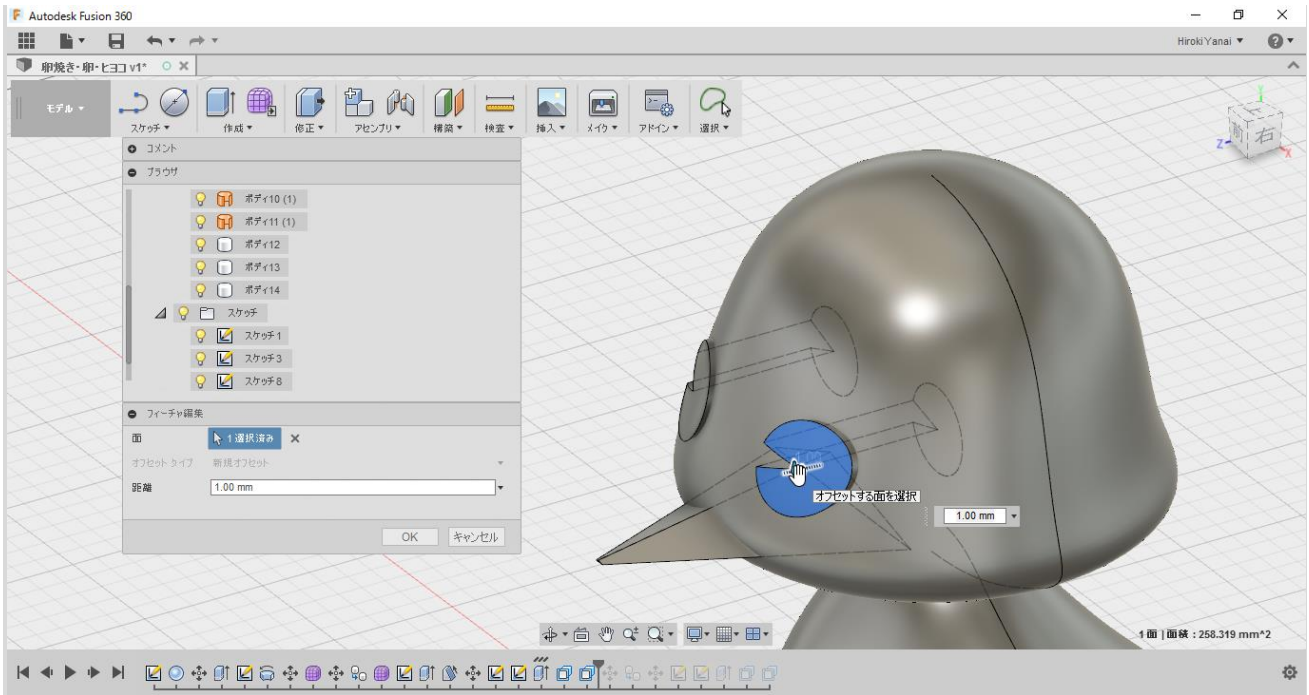 Autodesk Fusion 360
HirokiYanai
卵焼き・卵・ヒヨコ v1*
モデル
スケッチ
作成
修正
アセンブリ
構築
検査
挿入
メイク
アドイン
選択
コメント
ブラウザ
ボディ10 (1)
ボディ11 (1)
ボディ12
ボディ13
ボディ14
スケッチ
スケッチ1
スケッチ3
スケッチ8
フィーチャ編集
面
1 選択済み
オフセット タイプ
新規オフセット
距離
1.00 mm
OK
キャンセル
Y
Z
X
前
右
オフセットする面を選択
1.00 mm
1 面 | 面積 : 258.319 mm^2